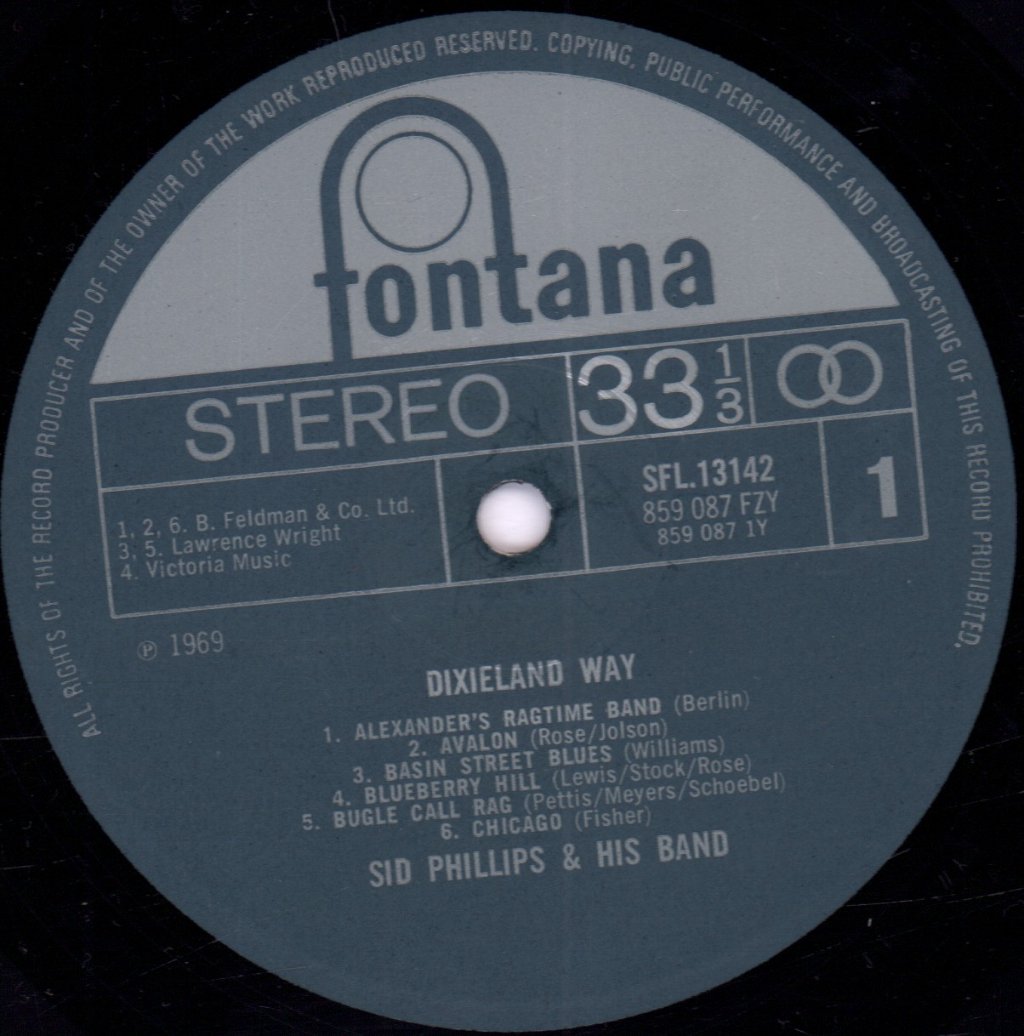 ALL RIGHTS OF THE RECORD PRODUCER AND OF THE OWNER OF THE WORK REPRODUCED RESERVED. COPYING, PUBLIC PERFORMANCE AND BROADCASTING OF THIS RECORD PROHIBITED.
fontana
STEREO 33 1/3
SFL.13142
859 087 FZY
859 087 1Y
1
1, 2, 6. B. Feldman & Co. Ltd.
3, 5. Lawrence Wright
4. Victoria Music
℗ 1969
DIXIELAND WAY
1. ALEXANDER'S RAGTIME BAND (Berlin)
2. AVALON (Rose/Jolson)
3. BASIN STREET BLUES (Williams)
4. BLUEBERRY HILL (Lewis/Stock/Rose)
5. BUGLE CALL RAG (Pettis/Meyers/Schoebel)
6. CHICAGO (Fisher)
SID PHILLIPS & HIS BAND